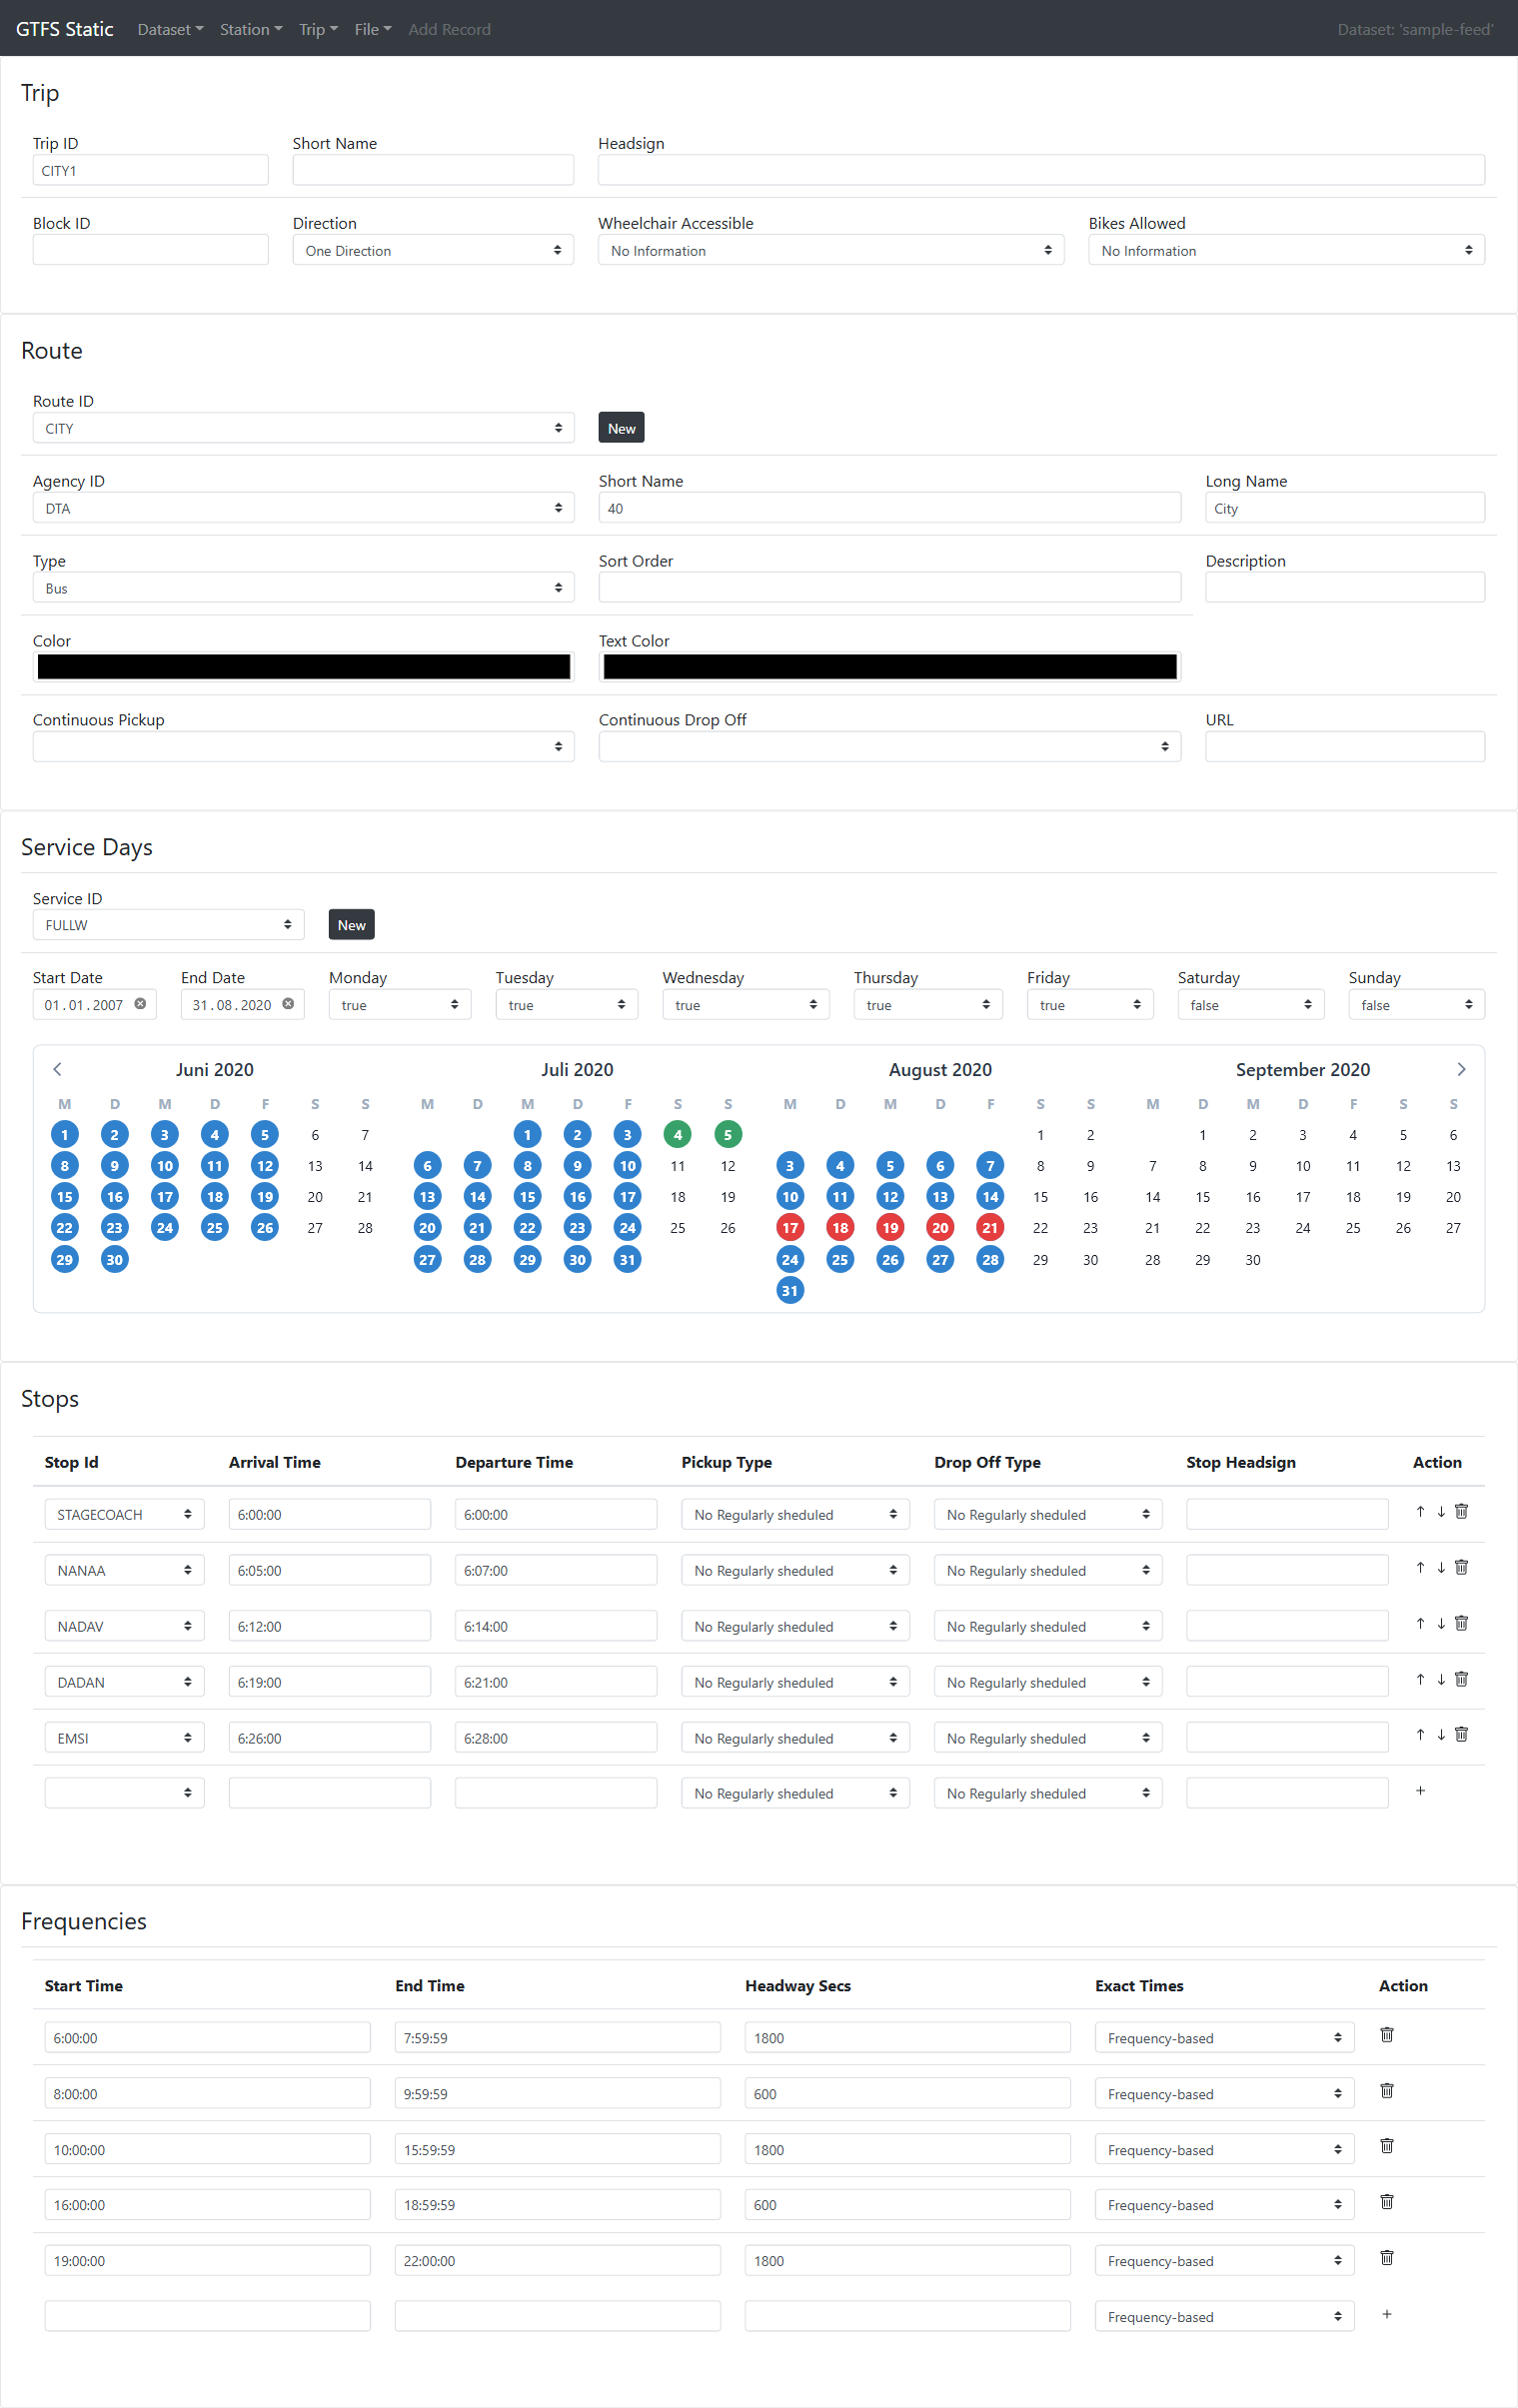 GTFS Static Dataset Station Trip File Add Record Dataset: 'sample-feed'
Trip
Trip ID Short Name Headsign
CITY1
Block ID Direction Wheelchair Accessible Bikes Allowed
One Direction No Information No Information
Route
Route ID
CITY New
Agency ID Short Name Long Name
DTA 40 City
Type Sort Order Description
Bus
Color Text Color
Continuous Pickup Continuous Drop Off URL
Service Days
Service ID
FULLW New
Start Date End Date Monday Tuesday Wednesday Thursday Friday Saturday Sunday
01.01.2007 31.08.2020 true true true true true false false
Juni 2020 Juli 2020 August 2020 September 2020
M D M D F S S M D M D F S S M D M D F S S M D M D F S S
1 2 3 4 5 6 7 1 2 3 4 5 1 2 1 2 3 4 5 6
8 9 10 11 12 13 14 6 7 8 9 10 11 12 3 4 5 6 7 8 9 7 8 9 10 11 12 13
15 16 17 18 19 20 21 13 14 15 16 17 18 19 10 11 12 13 14 15 16 14 15 16 17 18 19 20
22 23 24 25 26 27 28 20 21 22 23 24 25 26 17 18 19 20 21 22 23 21 22 23 24 25 26 27
29 30 27 28 29 30 31 24 25 26 27 28 29 30 28 29 30
31
Stops
Stop Id Arrival Time Departure Time Pickup Type Drop Off Type Stop Headsign Action
STAGECOACH 6:00:00 6:00:00 No Regularly sheduled No Regularly sheduled
NANAA 6:05:00 6:07:00 No Regularly sheduled No Regularly sheduled
NADAV 6:12:00 6:14:00 No Regularly sheduled No Regularly sheduled
DADAN 6:19:00 6:21:00 No Regularly sheduled No Regularly sheduled
EMSI 6:26:00 6:28:00 No Regularly sheduled No Regularly sheduled
No Regularly sheduled No Regularly sheduled
Frequencies
Start Time End Time Headway Secs Exact Times Action
6:00:00 7:59:59 1800 Frequency-based
8:00:00 9:59:59 600 Frequency-based
10:00:00 15:59:59 1800 Frequency-based
16:00:00 18:59:59 600 Frequency-based
19:00:00 22:00:00 1800 Frequency-based
Frequency-based